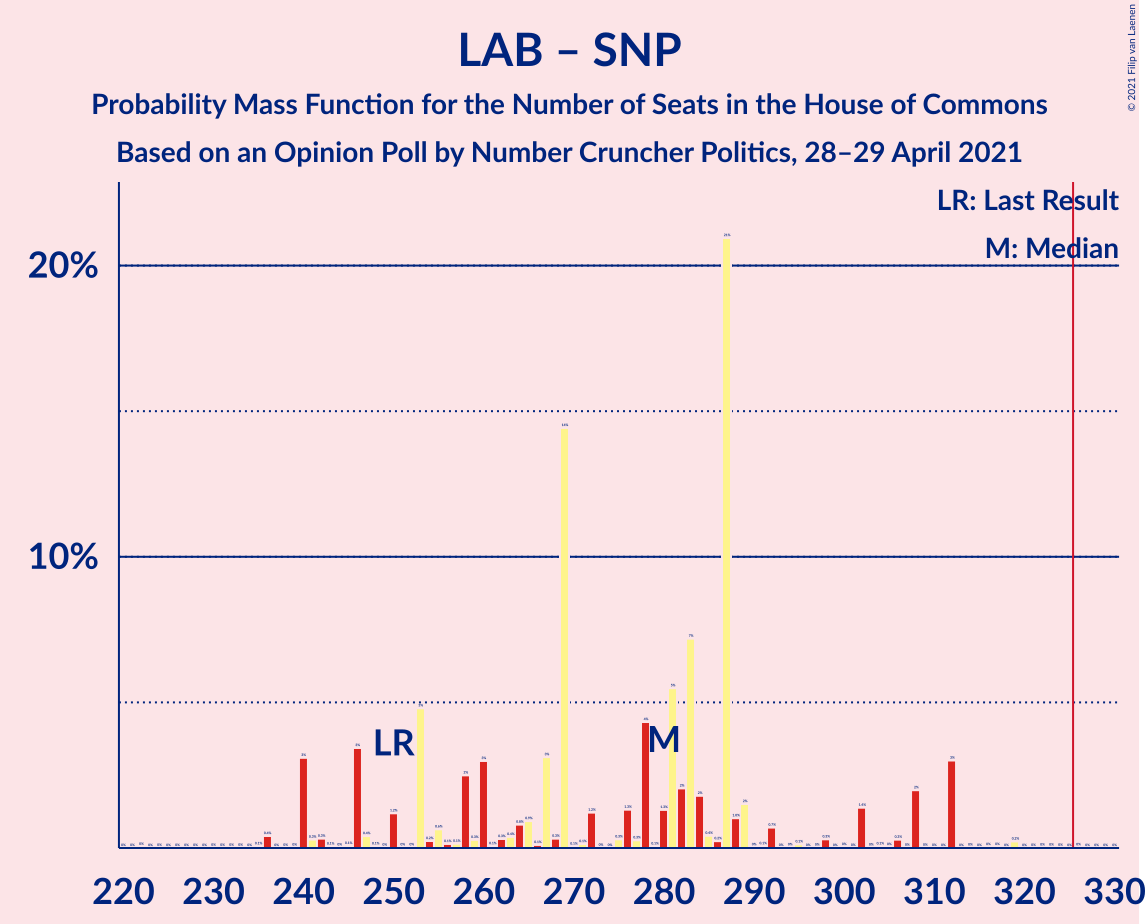 LAB – SNP
Probability Mass Function for the Number of Seats in the House of Commons
Based on an Opinion Poll by Number Cruncher Politics, 28–29 April 2021
© 2021 Filip van Laenen
LR: Last Result
M: Median
20%
10%
LR
M
220 230 240 250 260 270 280 290 300 310 320 330